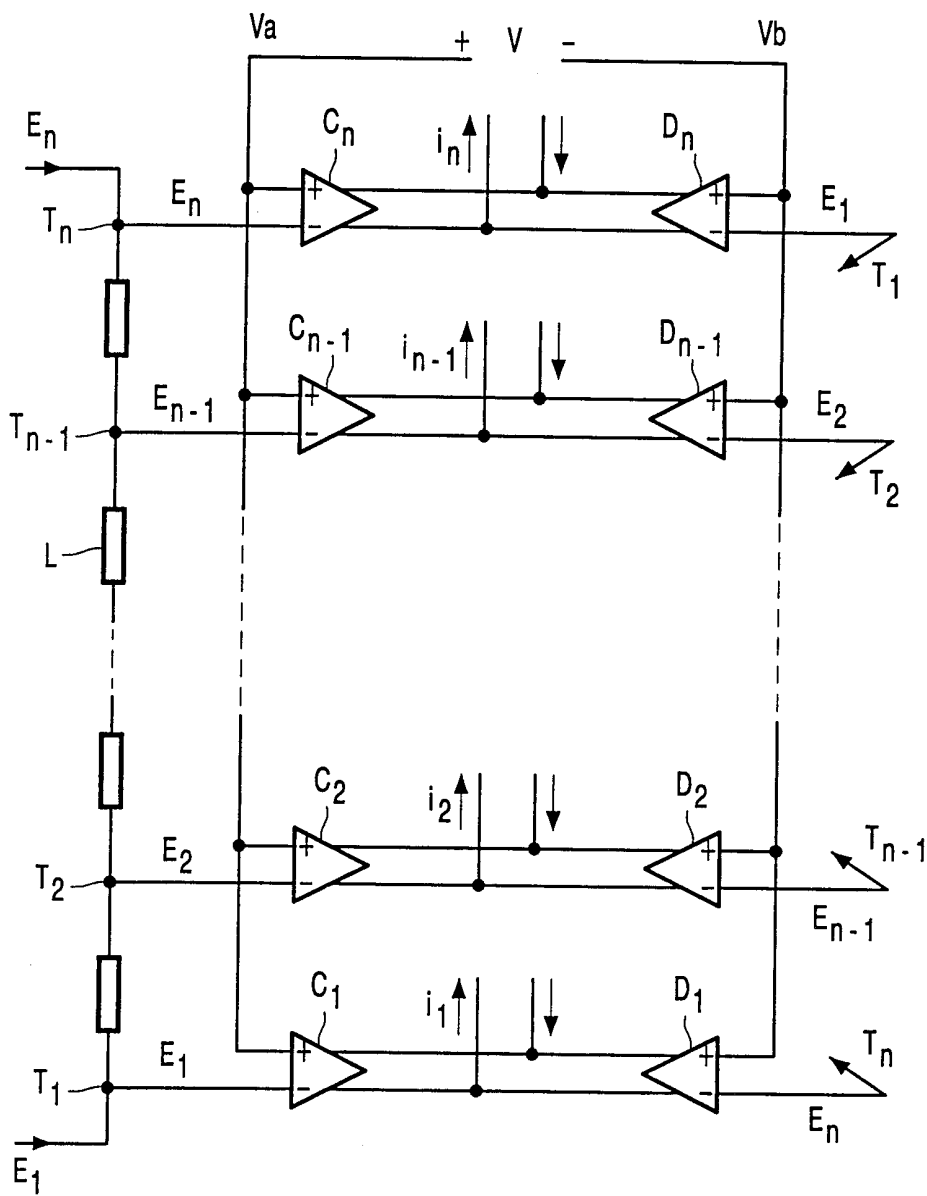 Va + V − Vb
En Cn in Dn
En + − + − E1
Tn T1
Cn-1 in-1 Dn-1
En-1 + − + − E2
Tn-1 T2
L
C2 i2 D2 Tn-1
E2 + − + −
T2 En-1
C1 i1 D1 Tn
E1 + − + −
T1 En
E1